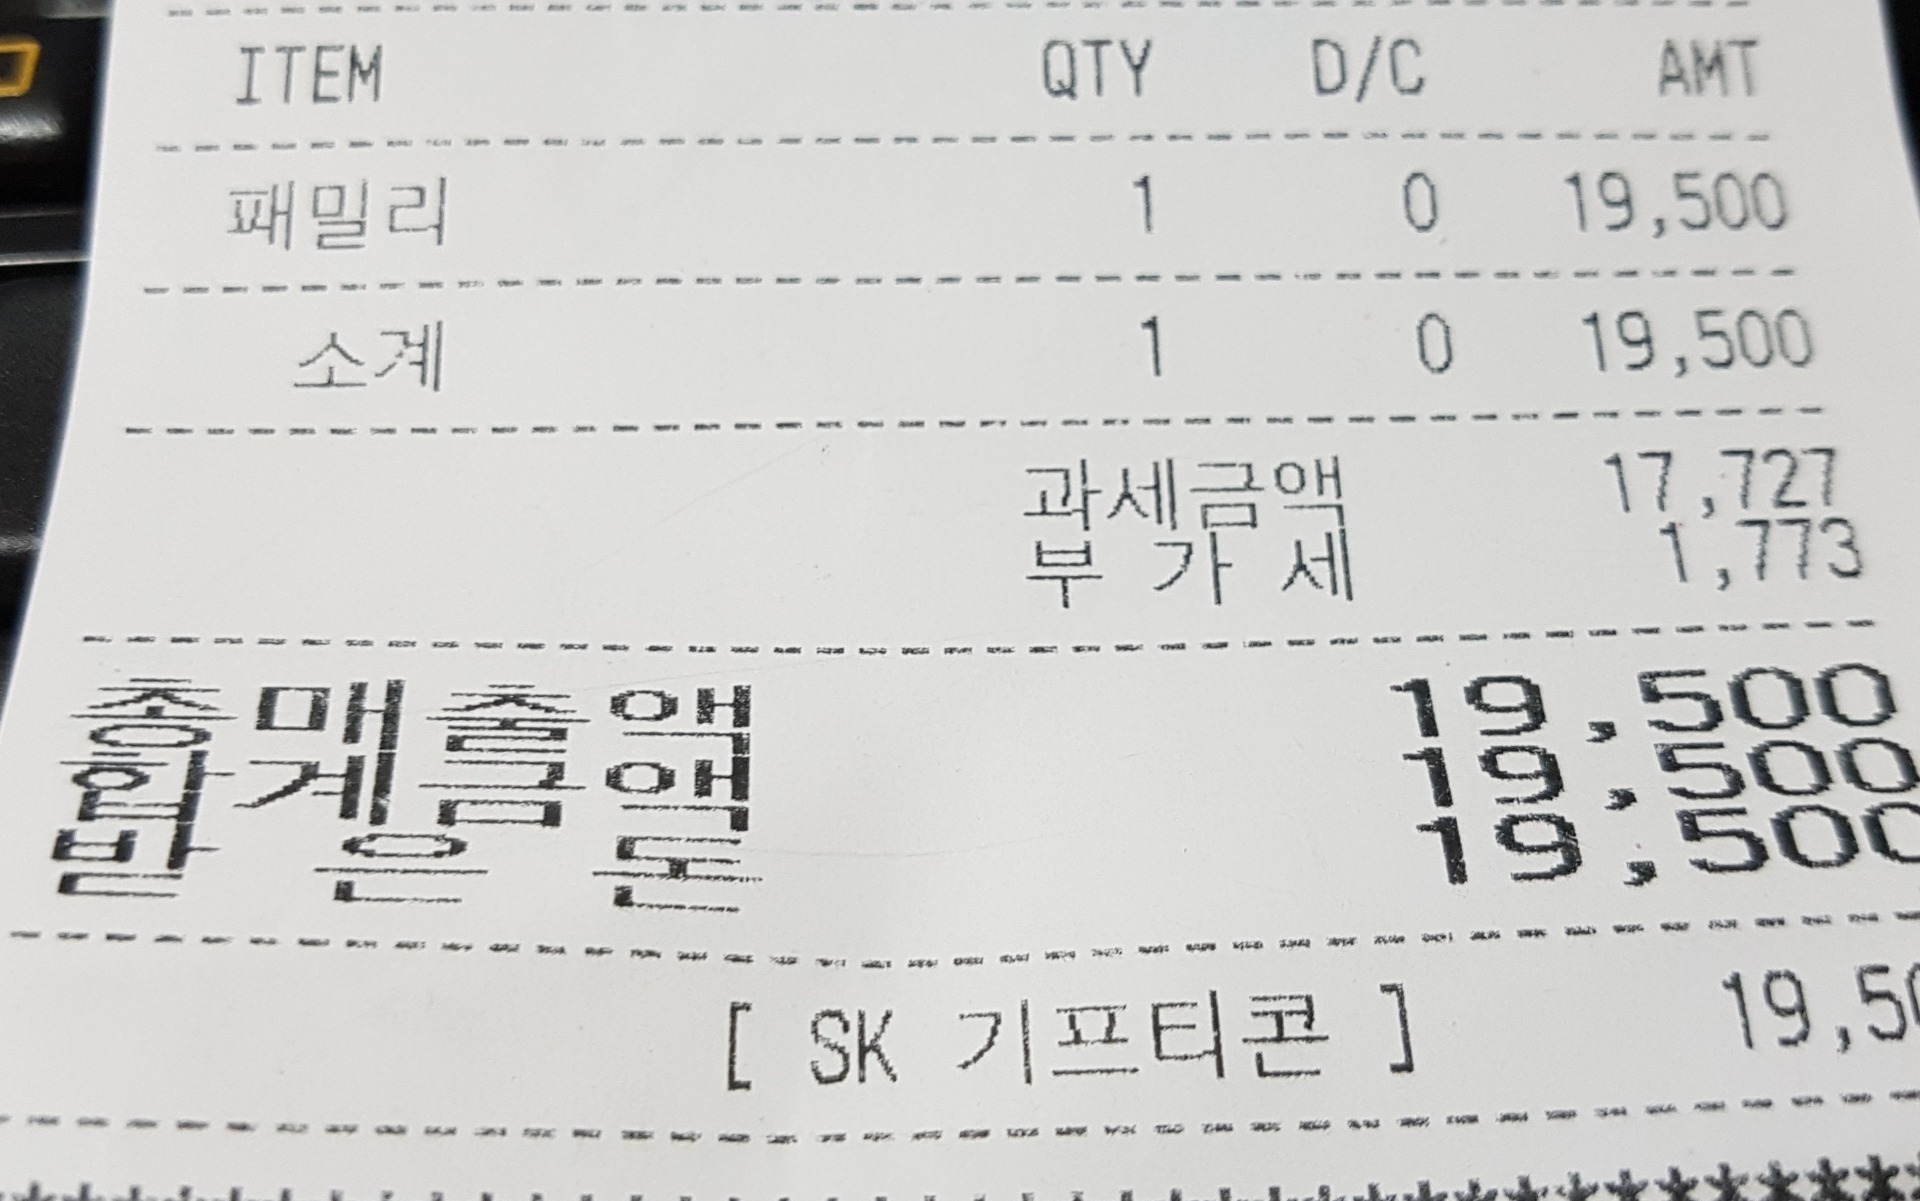 ITEM QTY D/C AMT
패밀리 1 0 19,500
소계 1 0 19,500
과세금액 17,727
부 가 세 1,773
총매출액 19,500
합계금액 19,500
받 은 돈 19,500
[ SK 기프티콘 ] 19,50